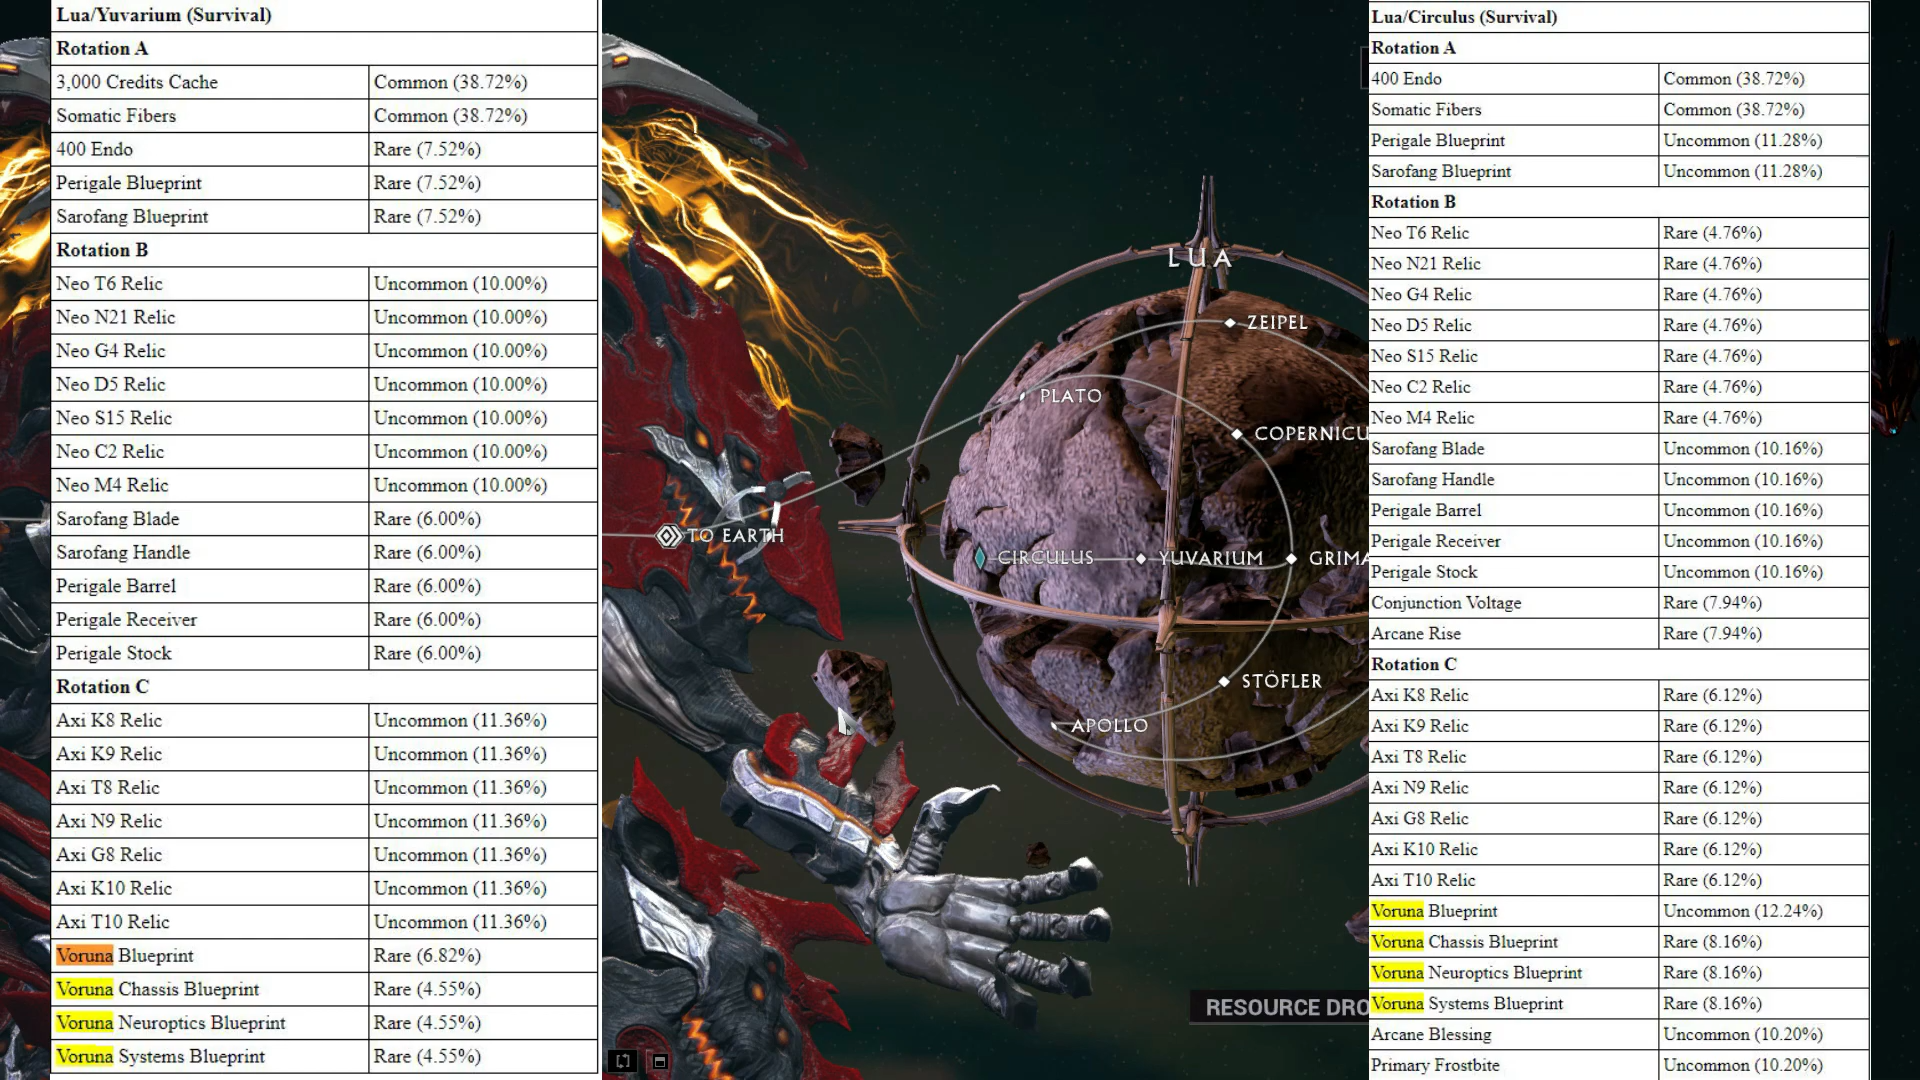 Lua/Yuvarium (Survival)
Rotation A
3,000 Credits Cache Common (38.72%)
Somatic Fibers Common (38.72%)
400 Endo Rare (7.52%)
Perigale Blueprint Rare (7.52%)
Sarofang Blueprint Rare (7.52%)
Rotation B
Neo T6 Relic Uncommon (10.00%)
Neo N21 Relic Uncommon (10.00%)
Neo G4 Relic Uncommon (10.00%)
Neo D5 Relic Uncommon (10.00%)
Neo S15 Relic Uncommon (10.00%)
Neo C2 Relic Uncommon (10.00%)
Neo M4 Relic Uncommon (10.00%)
Sarofang Blade Rare (6.00%)
Sarofang Handle Rare (6.00%)
Perigale Barrel Rare (6.00%)
Perigale Receiver Rare (6.00%)
Perigale Stock Rare (6.00%)
Rotation C
Axi K8 Relic Uncommon (11.36%)
Axi K9 Relic Uncommon (11.36%)
Axi T8 Relic Uncommon (11.36%)
Axi N9 Relic Uncommon (11.36%)
Axi G8 Relic Uncommon (11.36%)
Axi K10 Relic Uncommon (11.36%)
Axi T10 Relic Uncommon (11.36%)
Voruna Blueprint Rare (6.82%)
Voruna Chassis Blueprint Rare (4.55%)
Voruna Neuroptics Blueprint Rare (4.55%)
Voruna Systems Blueprint Rare (4.55%)
LUA
ZEIPEL
PLATO
COPERNICU
TO EARTH
CIRCULUS
YUVARIUM
GRIMA
STÖFLER
APOLLO
RESOURCE DRO
Lua/Circulus (Survival)
Rotation A
400 Endo Common (38.72%)
Somatic Fibers Common (38.72%)
Perigale Blueprint Uncommon (11.28%)
Sarofang Blueprint Uncommon (11.28%)
Rotation B
Neo T6 Relic Rare (4.76%)
Neo N21 Relic Rare (4.76%)
Neo G4 Relic Rare (4.76%)
Neo D5 Relic Rare (4.76%)
Neo S15 Relic Rare (4.76%)
Neo C2 Relic Rare (4.76%)
Neo M4 Relic Rare (4.76%)
Sarofang Blade Uncommon (10.16%)
Sarofang Handle Uncommon (10.16%)
Perigale Barrel Uncommon (10.16%)
Perigale Receiver Uncommon (10.16%)
Perigale Stock Uncommon (10.16%)
Conjunction Voltage Rare (7.94%)
Arcane Rise Rare (7.94%)
Rotation C
Axi K8 Relic Rare (6.12%)
Axi K9 Relic Rare (6.12%)
Axi T8 Relic Rare (6.12%)
Axi N9 Relic Rare (6.12%)
Axi G8 Relic Rare (6.12%)
Axi K10 Relic Rare (6.12%)
Axi T10 Relic Rare (6.12%)
Voruna Blueprint Uncommon (12.24%)
Voruna Chassis Blueprint Rare (8.16%)
Voruna Neuroptics Blueprint Rare (8.16%)
Voruna Systems Blueprint Rare (8.16%)
Arcane Blessing Uncommon (10.20%)
Primary Frostbite Uncommon (10.20%)